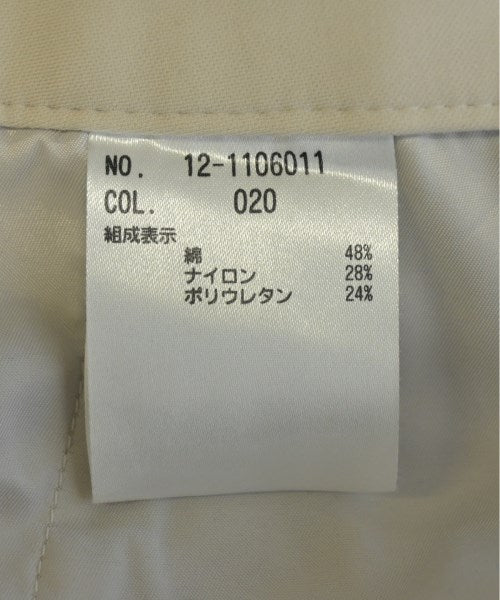 NO. 12-1106011
COL. 020
組成表示
綿 48%
ナイロン 28%
ポリウレタン 24%